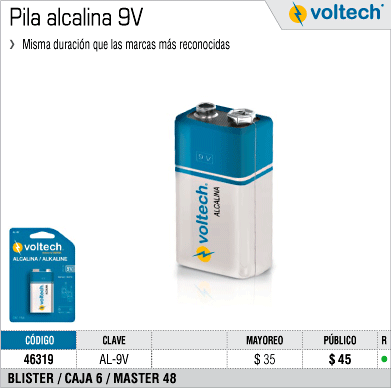 Pila alcalina 9V
voltech
› Misma duración que las marcas más reconocidas
9V
voltech
ALCALINA
voltech
ALCALINA / ALKALINE
9V
CÓDIGO CLAVE MAYOREO PÚBLICO R
46319 AL-9V $ 35 $ 45
BLISTER / CAJA 6 / MASTER 48